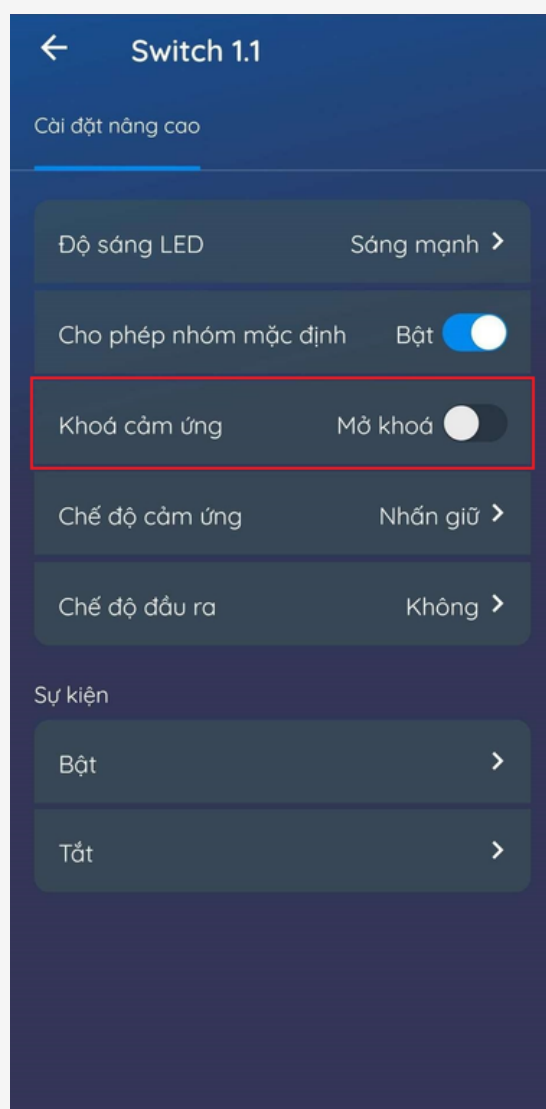 Switch 1.1
Cài đặt nâng cao
Độ sáng LED Sáng mạnh
Cho phép nhóm mặc định Bật
Khoá cảm ứng Mở khoá
Chế độ cảm ứng Nhấn giữ
Chế độ đầu ra Không
Sự kiện
Bật
Tắt